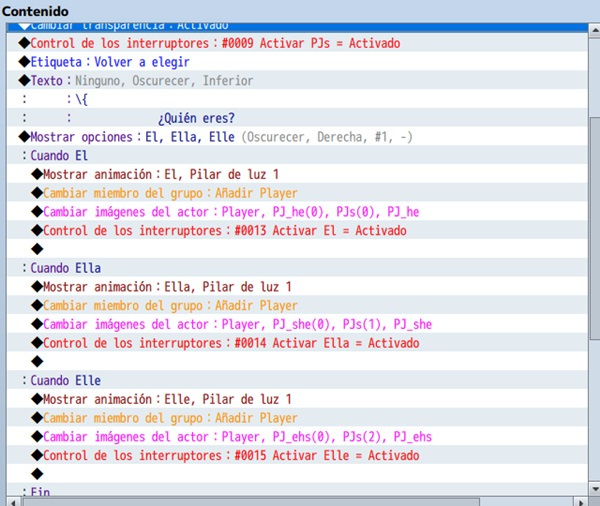 Contenido
◆Cambiar transparencia：Activado
◆Control de los interruptores：#0009 Activar PJs = Activado
◆Etiqueta：Volver a elegir
◆Texto：Ninguno, Oscurecer, Inferior
：　　：\{
：　　：　　　　¿Quién eres?
◆Mostrar opciones：El, Ella, Elle (Oscurecer, Derecha, #1, -)
：Cuando El
◆Mostrar animación：El, Pilar de luz 1
◆Cambiar miembro del grupo：Añadir Player
◆Cambiar imágenes del actor：Player, PJ_he(0), PJs(0), PJ_he
◆Control de los interruptores：#0013 Activar El = Activado
◆
：Cuando Ella
◆Mostrar animación：Ella, Pilar de luz 1
◆Cambiar miembro del grupo：Añadir Player
◆Cambiar imágenes del actor：Player, PJ_she(0), PJs(1), PJ_she
◆Control de los interruptores：#0014 Activar Ella = Activado
◆
：Cuando Elle
◆Mostrar animación：Elle, Pilar de luz 1
◆Cambiar miembro del grupo：Añadir Player
◆Cambiar imágenes del actor：Player, PJ_ehs(0), PJs(2), PJ_ehs
◆Control de los interruptores：#0015 Activar Elle = Activado
◆
：Fin